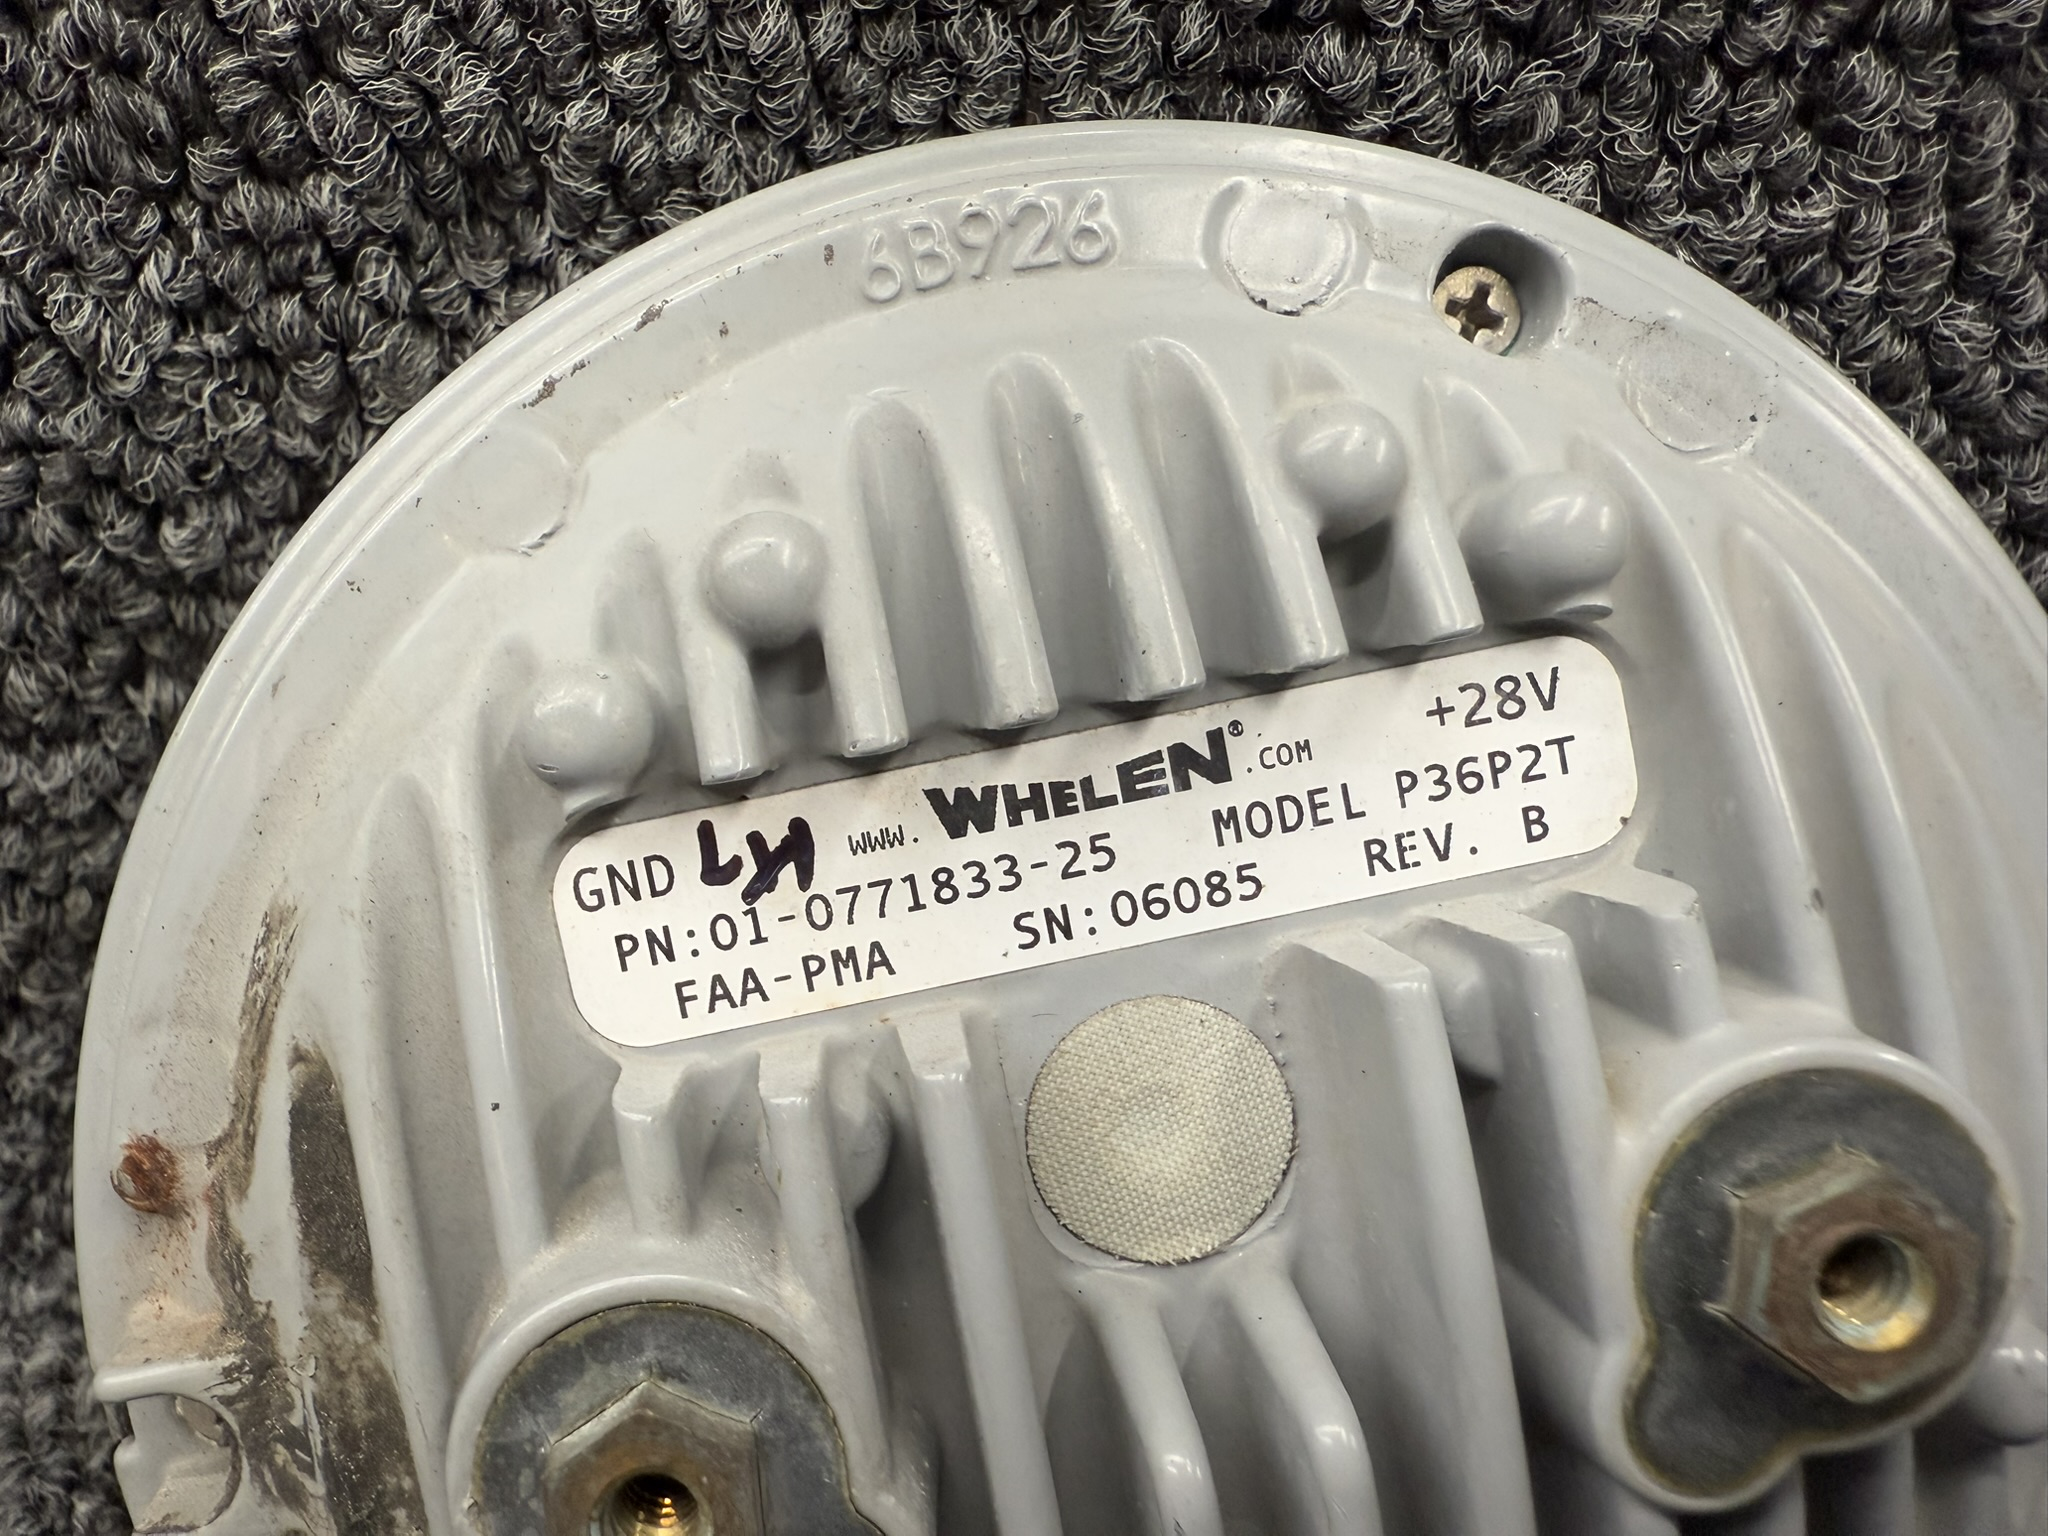 6B926
GND LH www.WHELEN®.COM +28V
PN:01-0771833-25 MODEL P36P2T
FAA-PMA SN:06085 REV. B